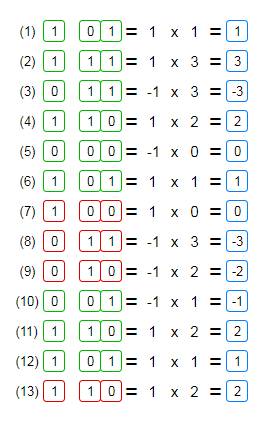 (1) 1 0 1 = 1 x 1 = 1
(2) 1 1 1 = 1 x 3 = 3
(3) 0 1 1 = -1 x 3 = -3
(4) 1 1 0 = 1 x 2 = 2
(5) 0 0 0 = -1 x 0 = 0
(6) 1 0 1 = 1 x 1 = 1
(7) 1 0 0 = 1 x 0 = 0
(8) 0 1 1 = -1 x 3 = -3
(9) 0 1 0 = -1 x 2 = -2
(10) 0 0 1 = -1 x 1 = -1
(11) 1 1 0 = 1 x 2 = 2
(12) 1 0 1 = 1 x 1 = 1
(13) 1 1 0 = 1 x 2 = 2